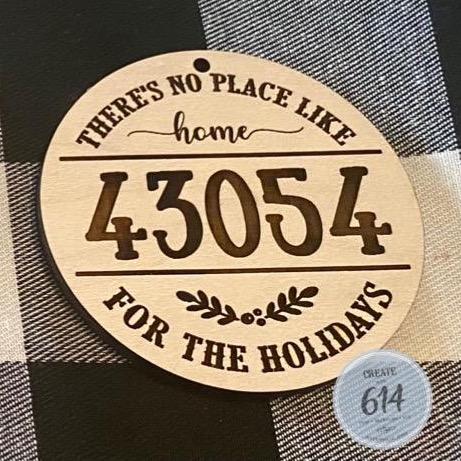 THERE'S NO PLACE LIKE
home
43054
FOR THE HOLIDAYS
CREATE
614